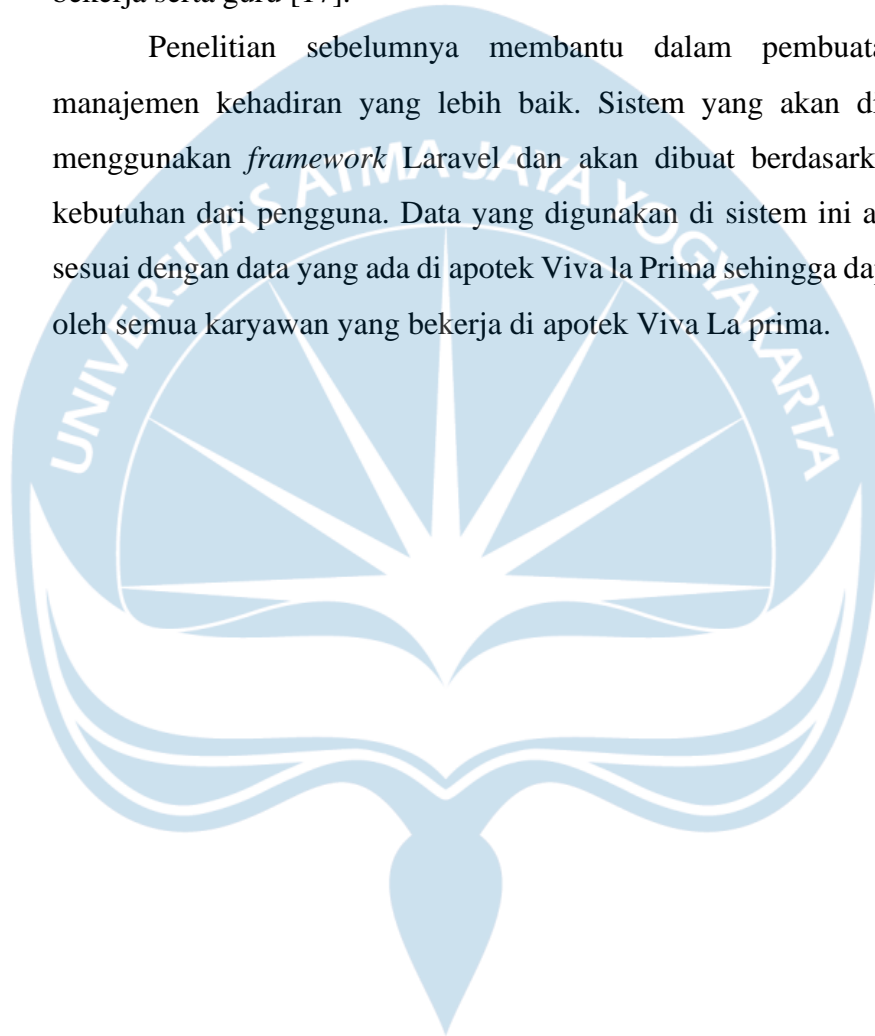 serta guru [17].
Penelitian sebelumnya membantu dalam pembuata
manajemen kehadiran yang lebih baik. Sistem yang akan di
menggunakan framework Laravel dan akan dibuat berdasark
kebutuhan dari pengguna. Data yang digunakan di sistem ini a
sesuai dengan data yang ada di apotek Viva la Prima sehingga da
oleh semua karyawan yang bekerja di apotek Viva La prima.
UNIVERSITAS ATMA JAYA YOGYAKARTA